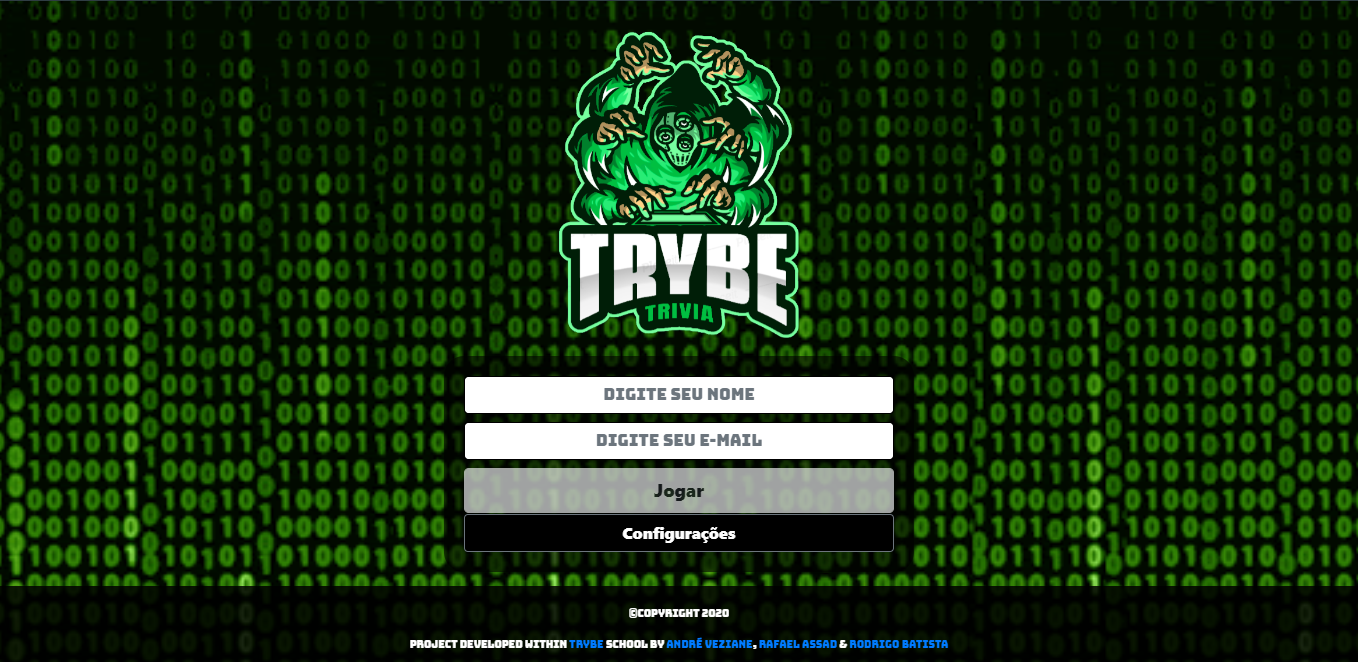 TRYBE
TRIVIA
DIGITE SEU NOME
DIGITE SEU E-MAIL
Jogar
Configurações
©COPYRIGHT 2020
PROJECT DEVELOPED WITHIN TRYBE SCHOOL BY ANDRÉ VEZIANE, RAFAEL ASSAD & RODRIGO BATISTA